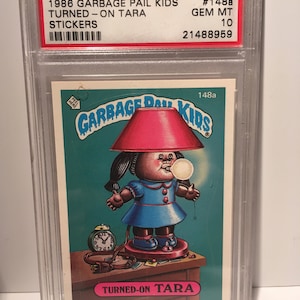 1986 GARBAGE PAIL KIDS #148a
TURNED-ON TARA GEM MT
STICKERS 10
21488959
148a
GARBAGE PAIL KIDS
TURNED-ON TARA